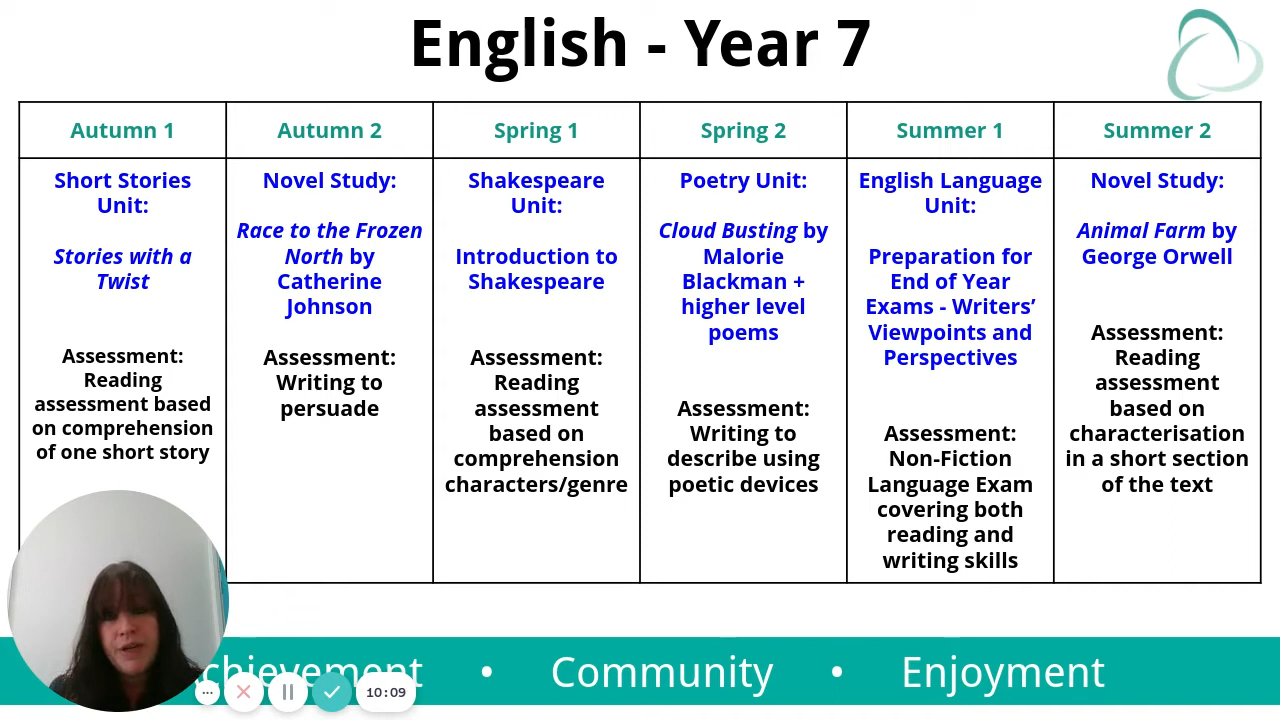 English - Year 7
Autumn 1
Autumn 2
Spring 1
Spring 2
Summer 1
Summer 2
Short Stories
Unit:
Stories with a
Twist
Assessment:
Reading
assessment based
on comprehension
of one short story
Novel Study:
Race to the Frozen
North by
Catherine
Johnson
Assessment:
Writing to
persuade
Shakespeare
Unit:
Introduction to
Shakespeare
Assessment:
Reading
assessment
based on
comprehension
characters/genre
Poetry Unit:
Cloud Busting by
Malorie
Blackman +
higher level
poems
Assessment:
Writing to
describe using
poetic devices
English Language
Unit:
Preparation for
End of Year
Exams - Writers’
Viewpoints and
Perspectives
Assessment:
Non-Fiction
Language Exam
covering both
reading and
writing skills
Novel Study:
Animal Farm by
George Orwell
Assessment:
Reading
assessment
based on
characterisation
in a short section
of the text
chievement • Community • Enjoyment
10:09